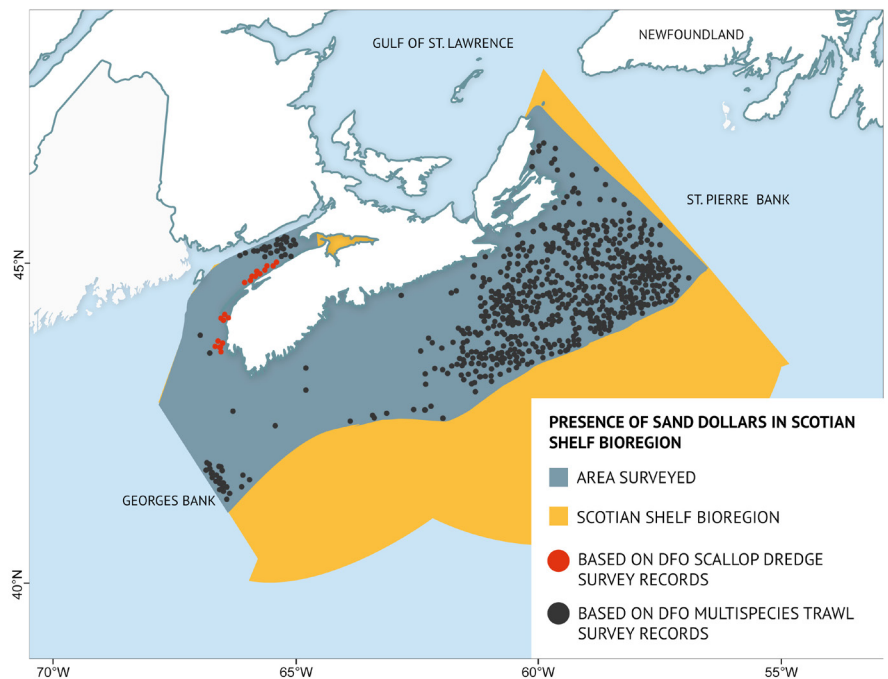 GULF OF ST. LAWRENCE
NEWFOUNDLAND
ST. PIERRE BANK
45°N
GEORGES BANK
40°N
70°W
65°W
60°W
55°W
PRESENCE OF SAND DOLLARS IN SCOTIAN
SHELF BIOREGION
AREA SURVEYED
SCOTIAN SHELF BIOREGION
BASED ON DFO SCALLOP DREDGE
SURVEY RECORDS
BASED ON DFO MULTISPECIES TRAWL
SURVEY RECORDS